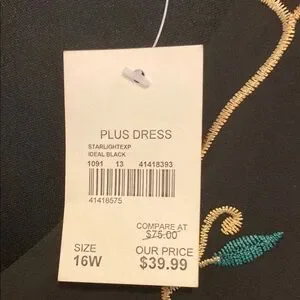 PLUS DRESS
STARLIGHTEXP
IDEAL BLACK
1091 13 41418393
41418575
COMPARE AT
$75.00
SIZE OUR PRICE
16W $39.99